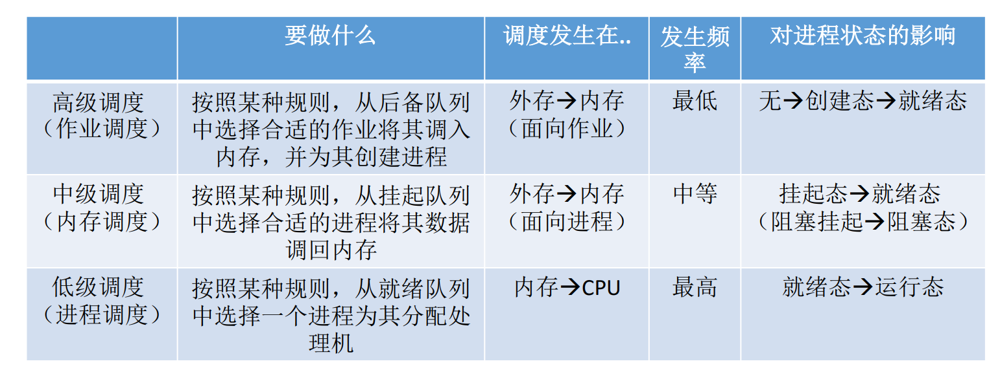 要做什么
调度发生在..
发生频
率
对进程状态的影响
高级调度
（作业调度）
按照某种规则，从后备队列
中选择合适的作业将其调入
内存，并为其创建进程
外存→内存
（面向作业）
最低
无→创建态→就绪态
中级调度
（内存调度）
按照某种规则，从挂起队列
中选择合适的进程将其数据
调回内存
外存→内存
（面向进程）
中等
挂起态→就绪态
（阻塞挂起→阻塞态）
低级调度
（进程调度）
按照某种规则，从就绪队列
中选择一个进程为其分配处
理机
内存→CPU
最高
就绪态→运行态